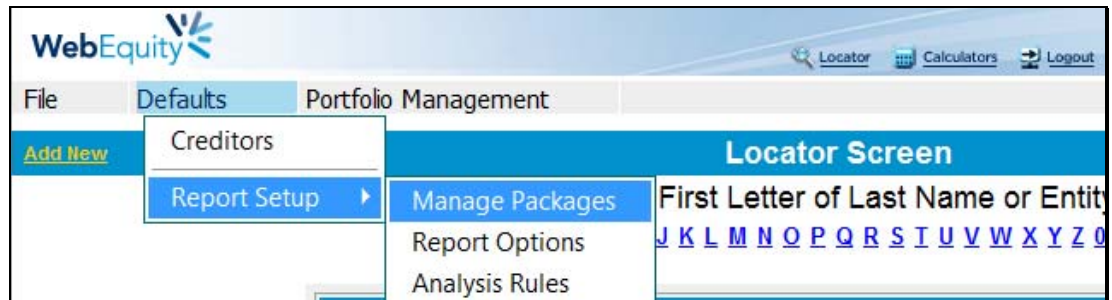 WebEquity
Locator Calculators Logout
File Defaults Portfolio Management
Add New Creditors Locator Screen
Report Setup Manage Packages First Letter of Last Name or Entity
Report Options J K L M N O P Q R S T U V W X Y Z 0
Analysis Rules